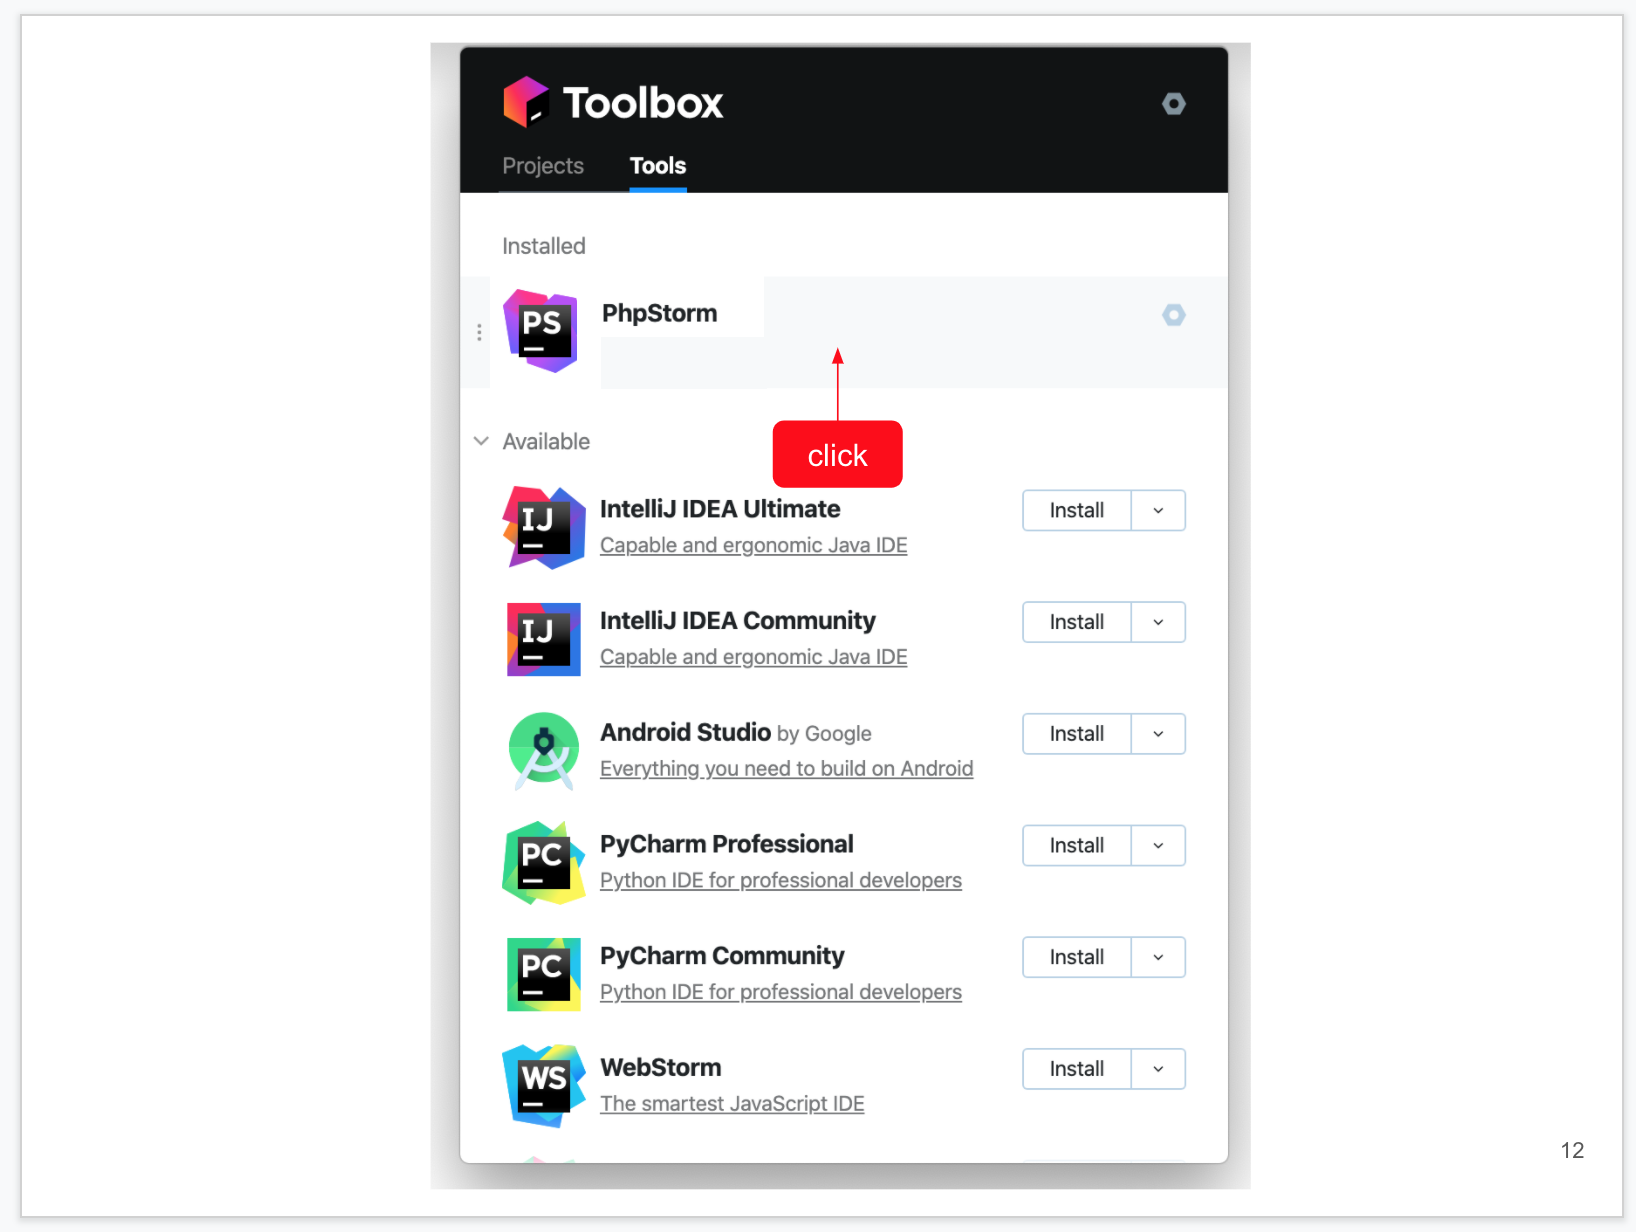 Toolbox
Projects Tools
Installed
PS PhpStorm
click
Available
IJ IntelliJ IDEA Ultimate Install
Capable and ergonomic Java IDE
IJ IntelliJ IDEA Community Install
Capable and ergonomic Java IDE
Android Studio by Google Install
Everything you need to build on Android
PC PyCharm Professional Install
Python IDE for professional developers
PC PyCharm Community Install
Python IDE for professional developers
WS WebStorm Install
The smartest JavaScript IDE
12